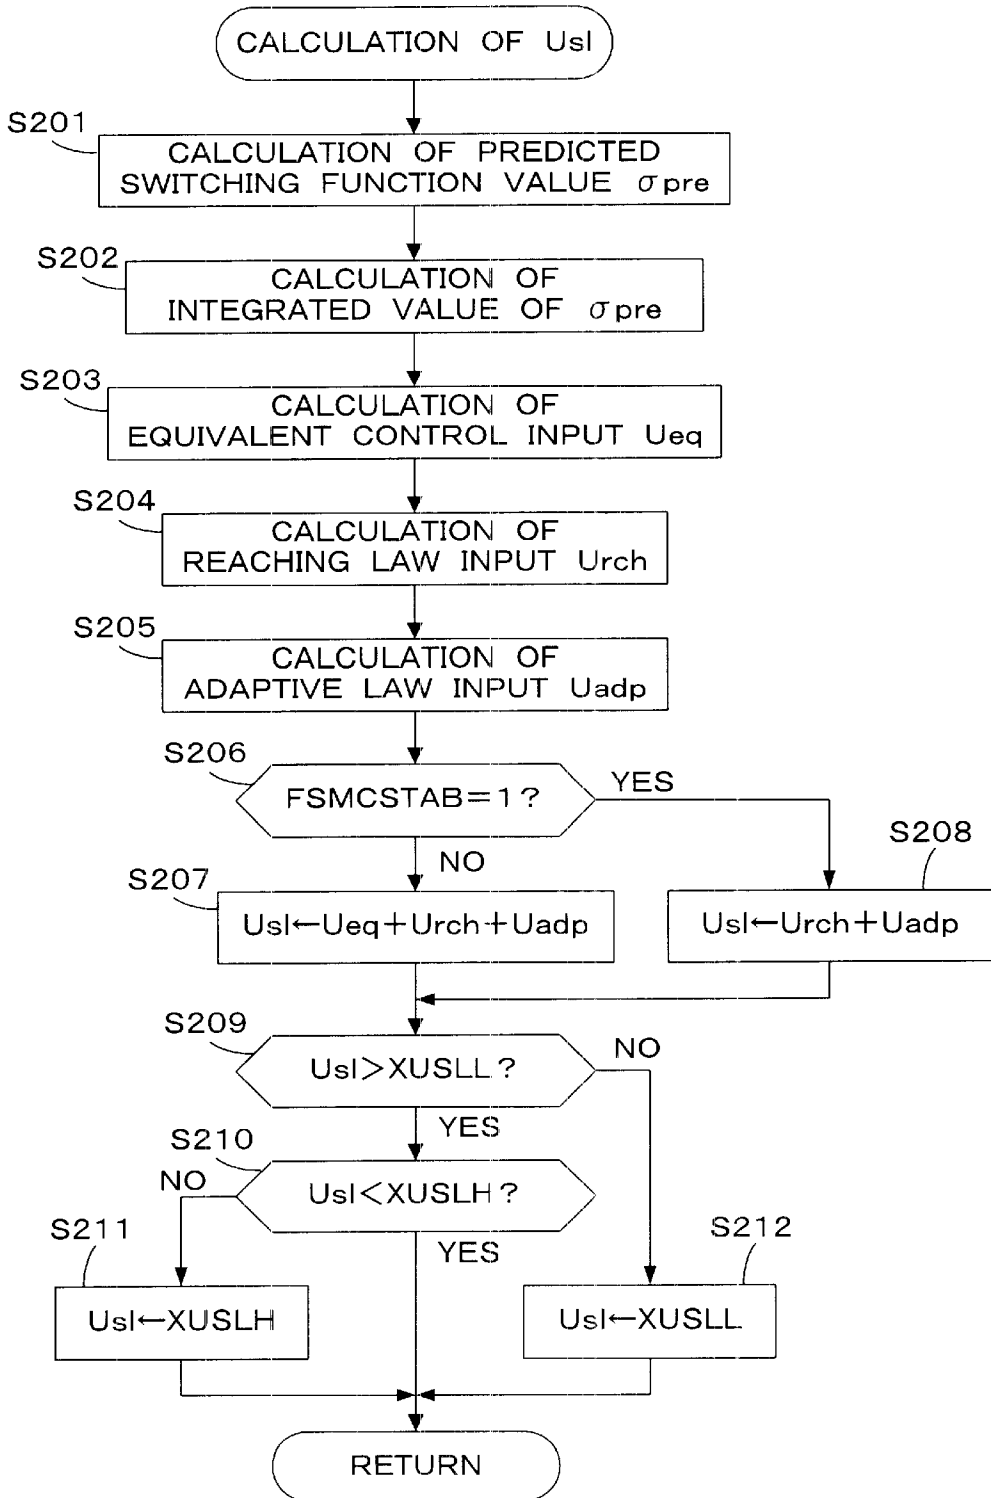 CALCULATION OF Usl
S201
CALCULATION OF PREDICTED
SWITCHING FUNCTION VALUE σpre
S202
CALCULATION OF
INTEGRATED VALUE OF σpre
S203
CALCULATION OF
EQUIVALENT CONTROL INPUT Ueq
S204
CALCULATION OF
REACHING LAW INPUT Urch
S205
CALCULATION OF
ADAPTIVE LAW INPUT Uadp
S206
FSMCSTAB=1?
YES
NO
S207
Usl←Ueq+Urch+Uadp
S208
Usl←Urch+Uadp
S209
Usl>XUSLL?
NO
YES
S210
Usl<XUSLH?
NO
YES
S211
Usl←XUSLH
S212
Usl←XUSLL
RETURN